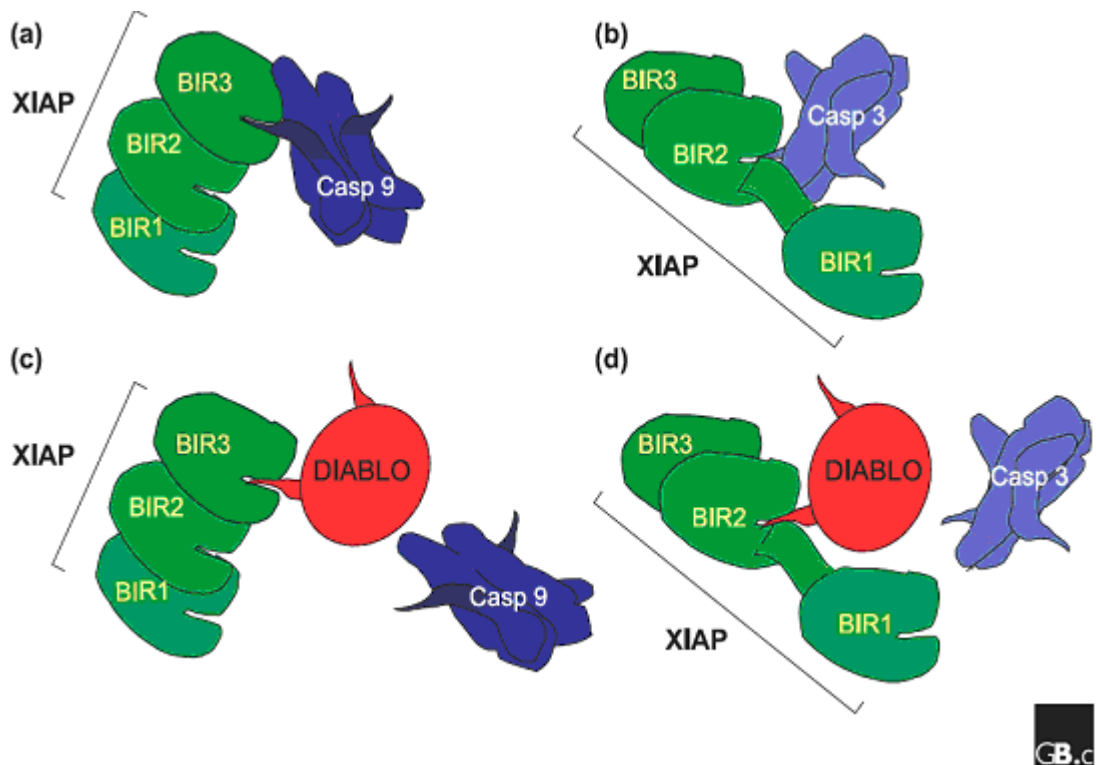 (a)
XIAP
BIR3
BIR2
BIR1
Casp 9
(b)
BIR3
BIR2
BIR1
Casp 3
XIAP
(c)
XIAP
BIR3
BIR2
BIR1
DIABLO
Casp 9
(d)
BIR3
BIR2
BIR1
DIABLO
Casp 3
XIAP
GB.c